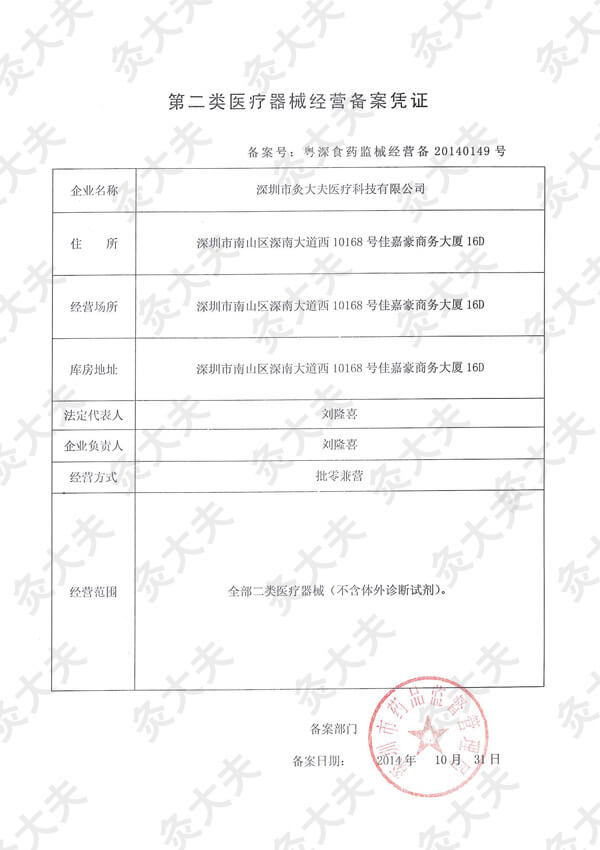 第二类医疗器械经营备案凭证
备案号：粤深食药监械经营备 20140149 号
企业名称 深圳市灸大夫医疗科技有限公司
住 所 深圳市南山区深南大道西 10168 号佳嘉豪商务大厦 16D
经营场所 深圳市南山区深南大道西 10168 号佳嘉豪商务大厦 16D
库房地址 深圳市南山区深南大道西 10168 号佳嘉豪商务大厦 16D
法定代表人 刘隆喜
企业负责人 刘隆喜
经营方式 批零兼营
经营范围 全部二类医疗器械（不含体外诊断试剂）。
深圳市药品监督管理局
备案部门
备案日期： 2014 年 10 月 31 日
灸大夫